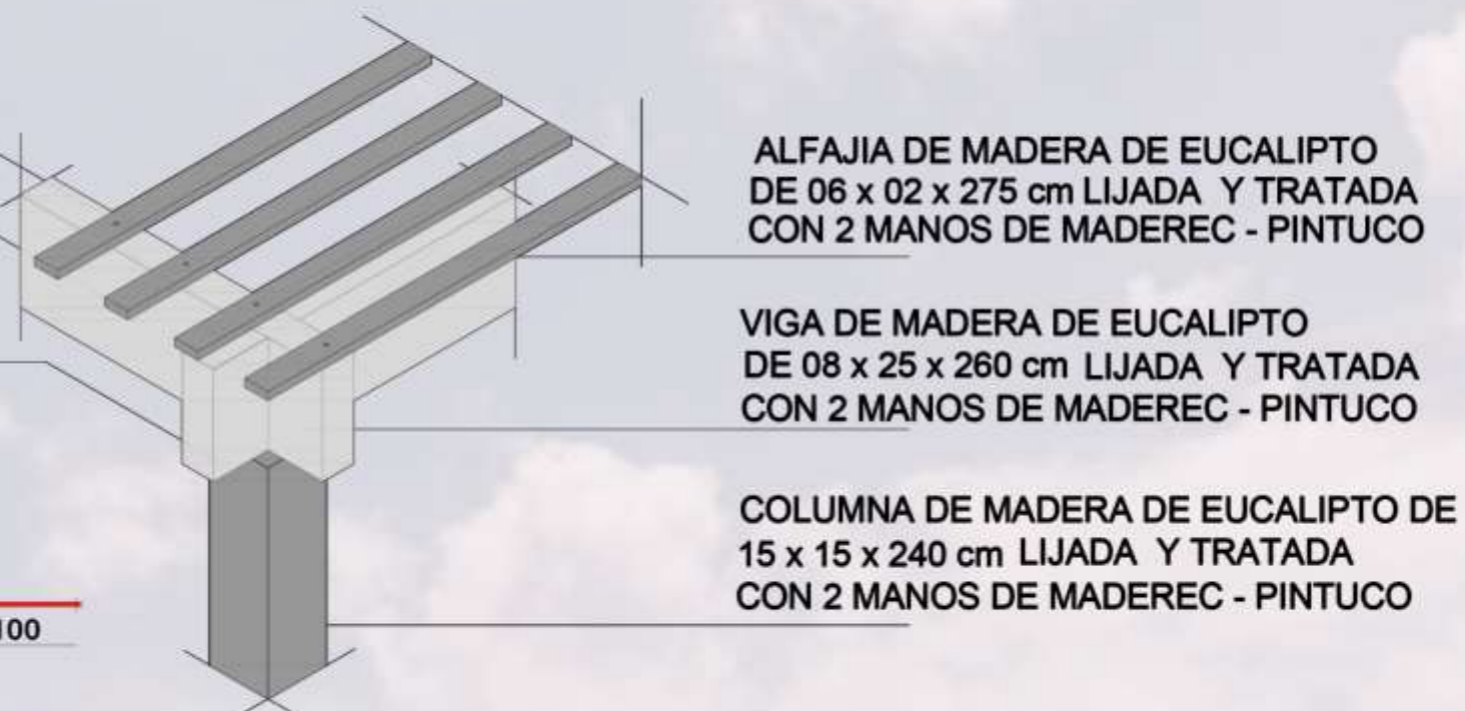 ALFAJIA DE MADERA DE EUCALIPTO
DE 06 x 02 x 275 cm LIJADA Y TRATADA
CON 2 MANOS DE MADEREC - PINTUCO
VIGA DE MADERA DE EUCALIPTO
DE 08 x 25 x 260 cm LIJADA Y TRATADA
CON 2 MANOS DE MADEREC - PINTUCO
COLUMNA DE MADERA DE EUCALIPTO DE
15 x 15 x 240 cm LIJADA Y TRATADA
CON 2 MANOS DE MADEREC - PINTUCO
100